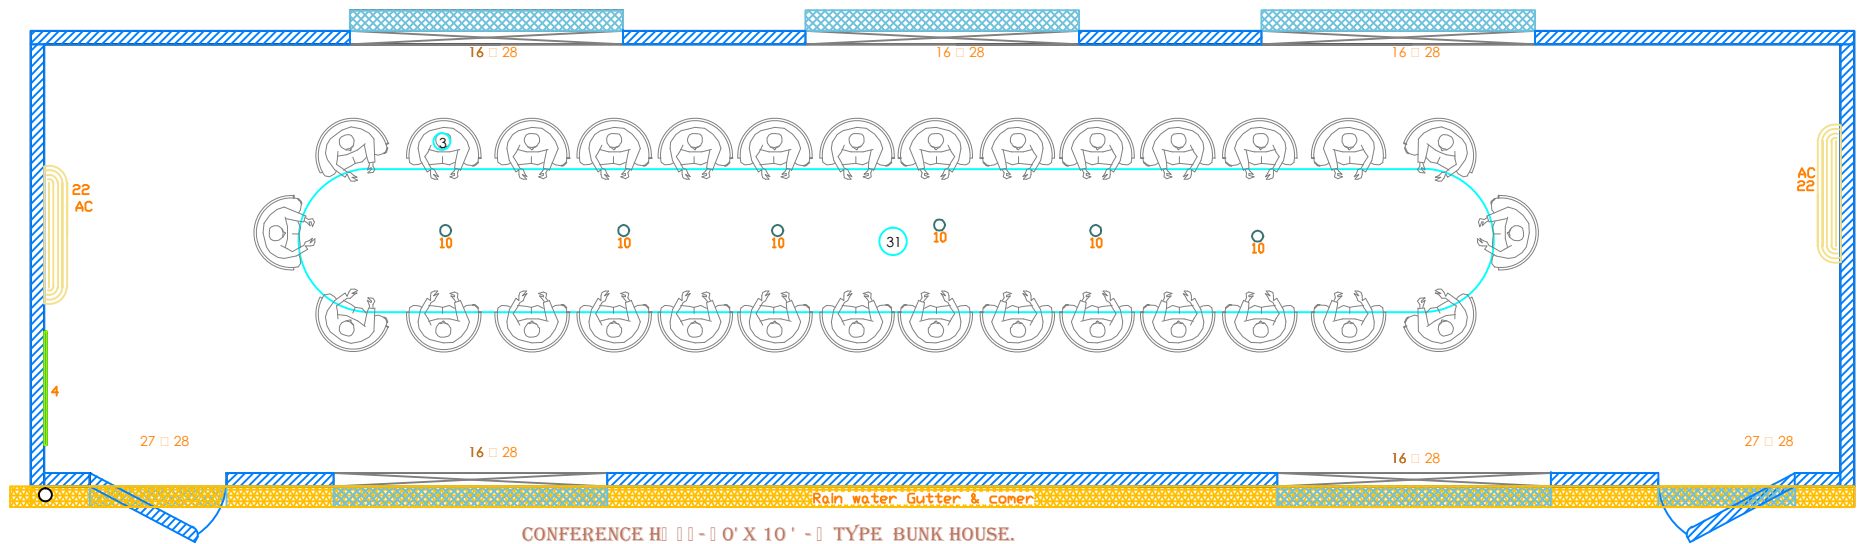 16 □ 28
16 □ 28
16 □ 28
3
22
AC
AC
22
10
10
10
31
10
10
10
4
27 □ 28
16 □ 28
16 □ 28
27 □ 28
Rain water Gutter & comer
CONFERENCE H□ □ □ - □ 0' X 10 ' - □ TYPE BUNK HOUSE.